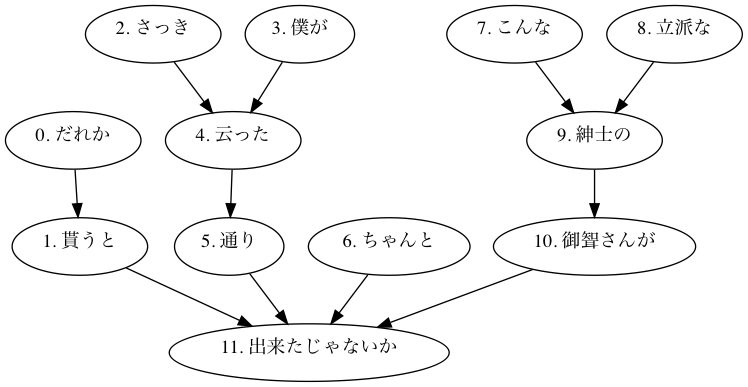 2. さっき
3. 僕が
7. こんな
8. 立派な
0. だれか
4. 云った
9. 紳士の
1. 貰うと
5. 通り
6. ちゃんと
10. 御聟さんが
11. 出来たじゃないか